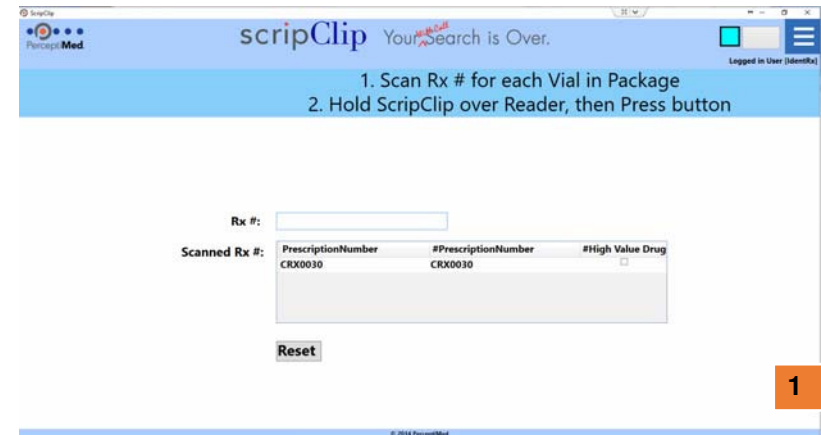 ScripClip
PerceptiMed
scripClip Your Search is Over.
With Call
Logged in User [IdentRx]
1. Scan Rx # for each Vial in Package
2. Hold ScripClip over Reader, then Press button
Rx #:
Scanned Rx #:
PrescriptionNumber #PrescriptionNumber #High Value Drug
CRX0030 CRX0030
Reset
1
© 2014 PerceptiMed